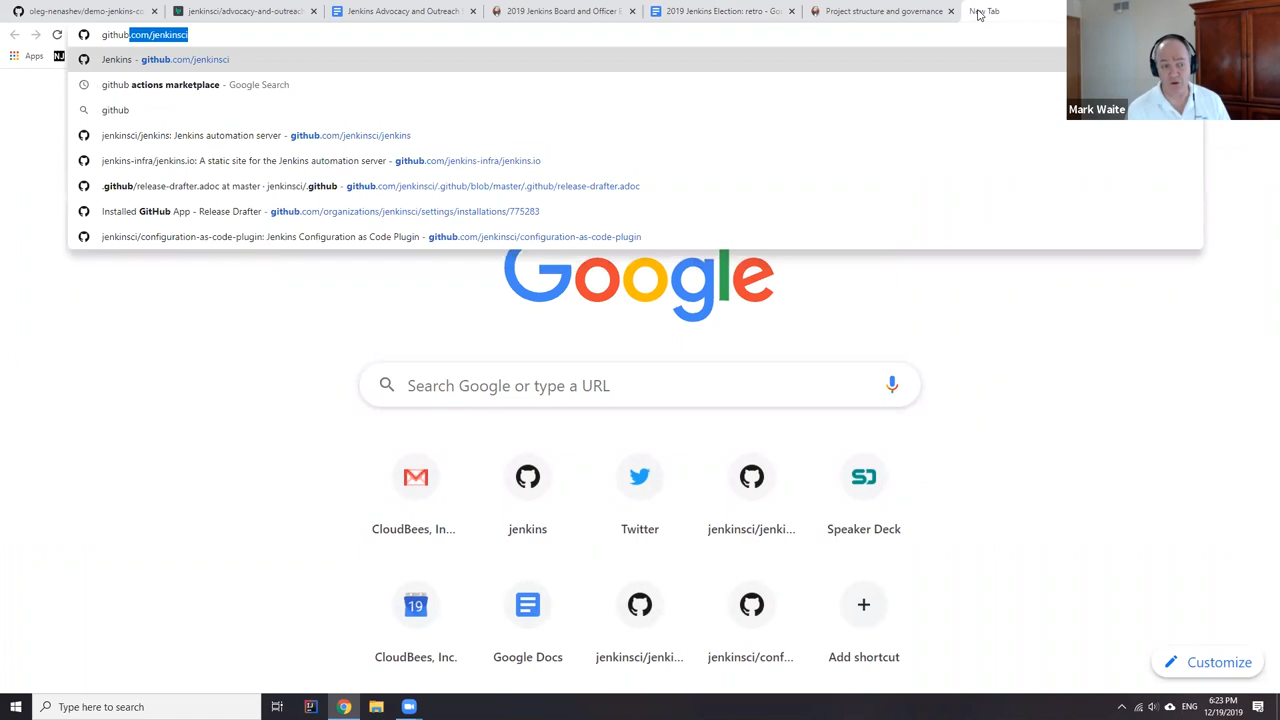 oleg-nenashev/demo-jenkins-co
jenkinsci/advocacy-and-outreach
Jenkins Advocacy and Outreach
2019 Jenkins Board and Officer E
2019 Jenkins Election: retro - Goo
Project structure and governance
New Tab
github.com/jenkinsci
Apps
NJ
Jenkins - github.com/jenkinsci
github actions marketplace - Google Search
github
jenkinsci/jenkins: Jenkins automation server - github.com/jenkinsci/jenkins
jenkins-infra/jenkins.io: A static site for the Jenkins automation server - github.com/jenkins-infra/jenkins.io
.github/release-drafter.adoc at master · jenkinsci/.github - github.com/jenkinsci/.github/blob/master/.github/release-drafter.adoc
Installed GitHub App - Release Drafter - github.com/organizations/jenkinsci/settings/installations/775283
jenkinsci/configuration-as-code-plugin: Jenkins Configuration as Code Plugin - github.com/jenkinsci/configuration-as-code-plugin
Mark Waite
Google
Search Google or type a URL
CloudBees, In...
jenkins
Twitter
jenkinsci/jenki...
Speaker Deck
19
CloudBees, Inc.
Google Docs
jenkinsci/jenki...
jenkinsci/conf...
Add shortcut
Customize
Type here to search
ENG
6:23 PM
12/19/2019